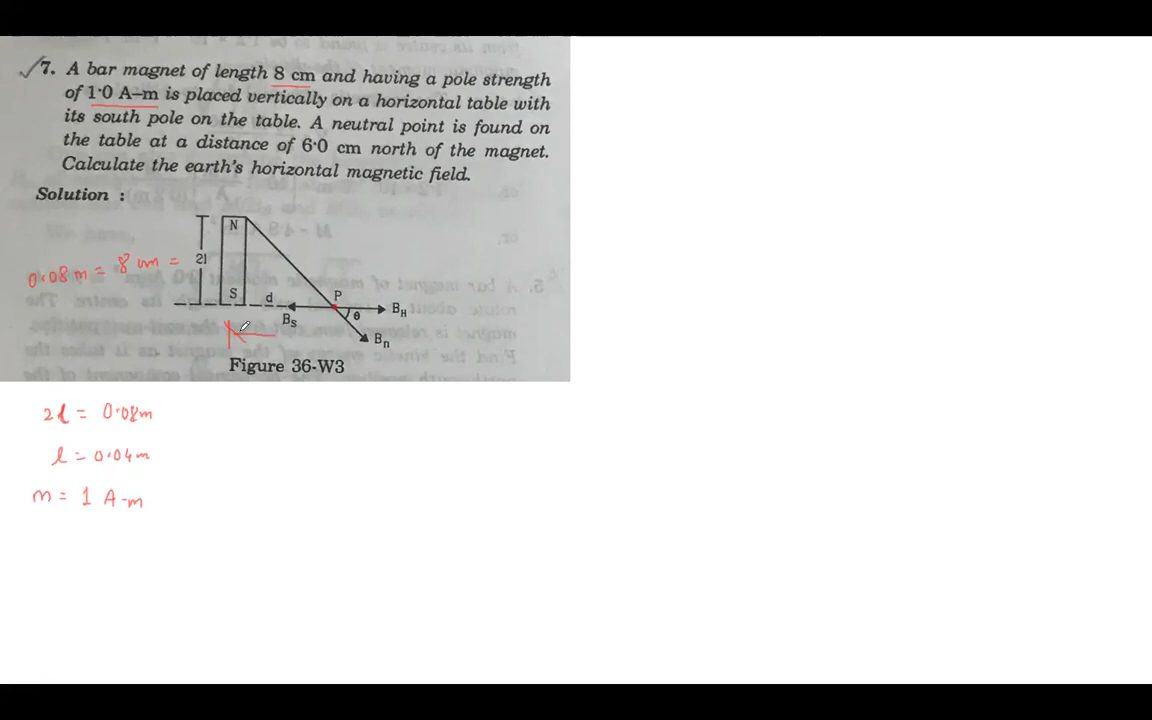 7. A bar magnet of length 8 cm and having a pole strength
of 1·0 A–m is placed vertically on a horizontal table with
its south pole on the table. A neutral point is found on
the table at a distance of 6·0 cm north of the magnet.
Calculate the earth's horizontal magnetic field.
Solution :
N
0.08 m = 8 cm =
2l
S
d
P
B_H
θ
B_s
B_n
Figure 36-W3
2l = 0.08m
l = 0.04m
m = 1 A-m